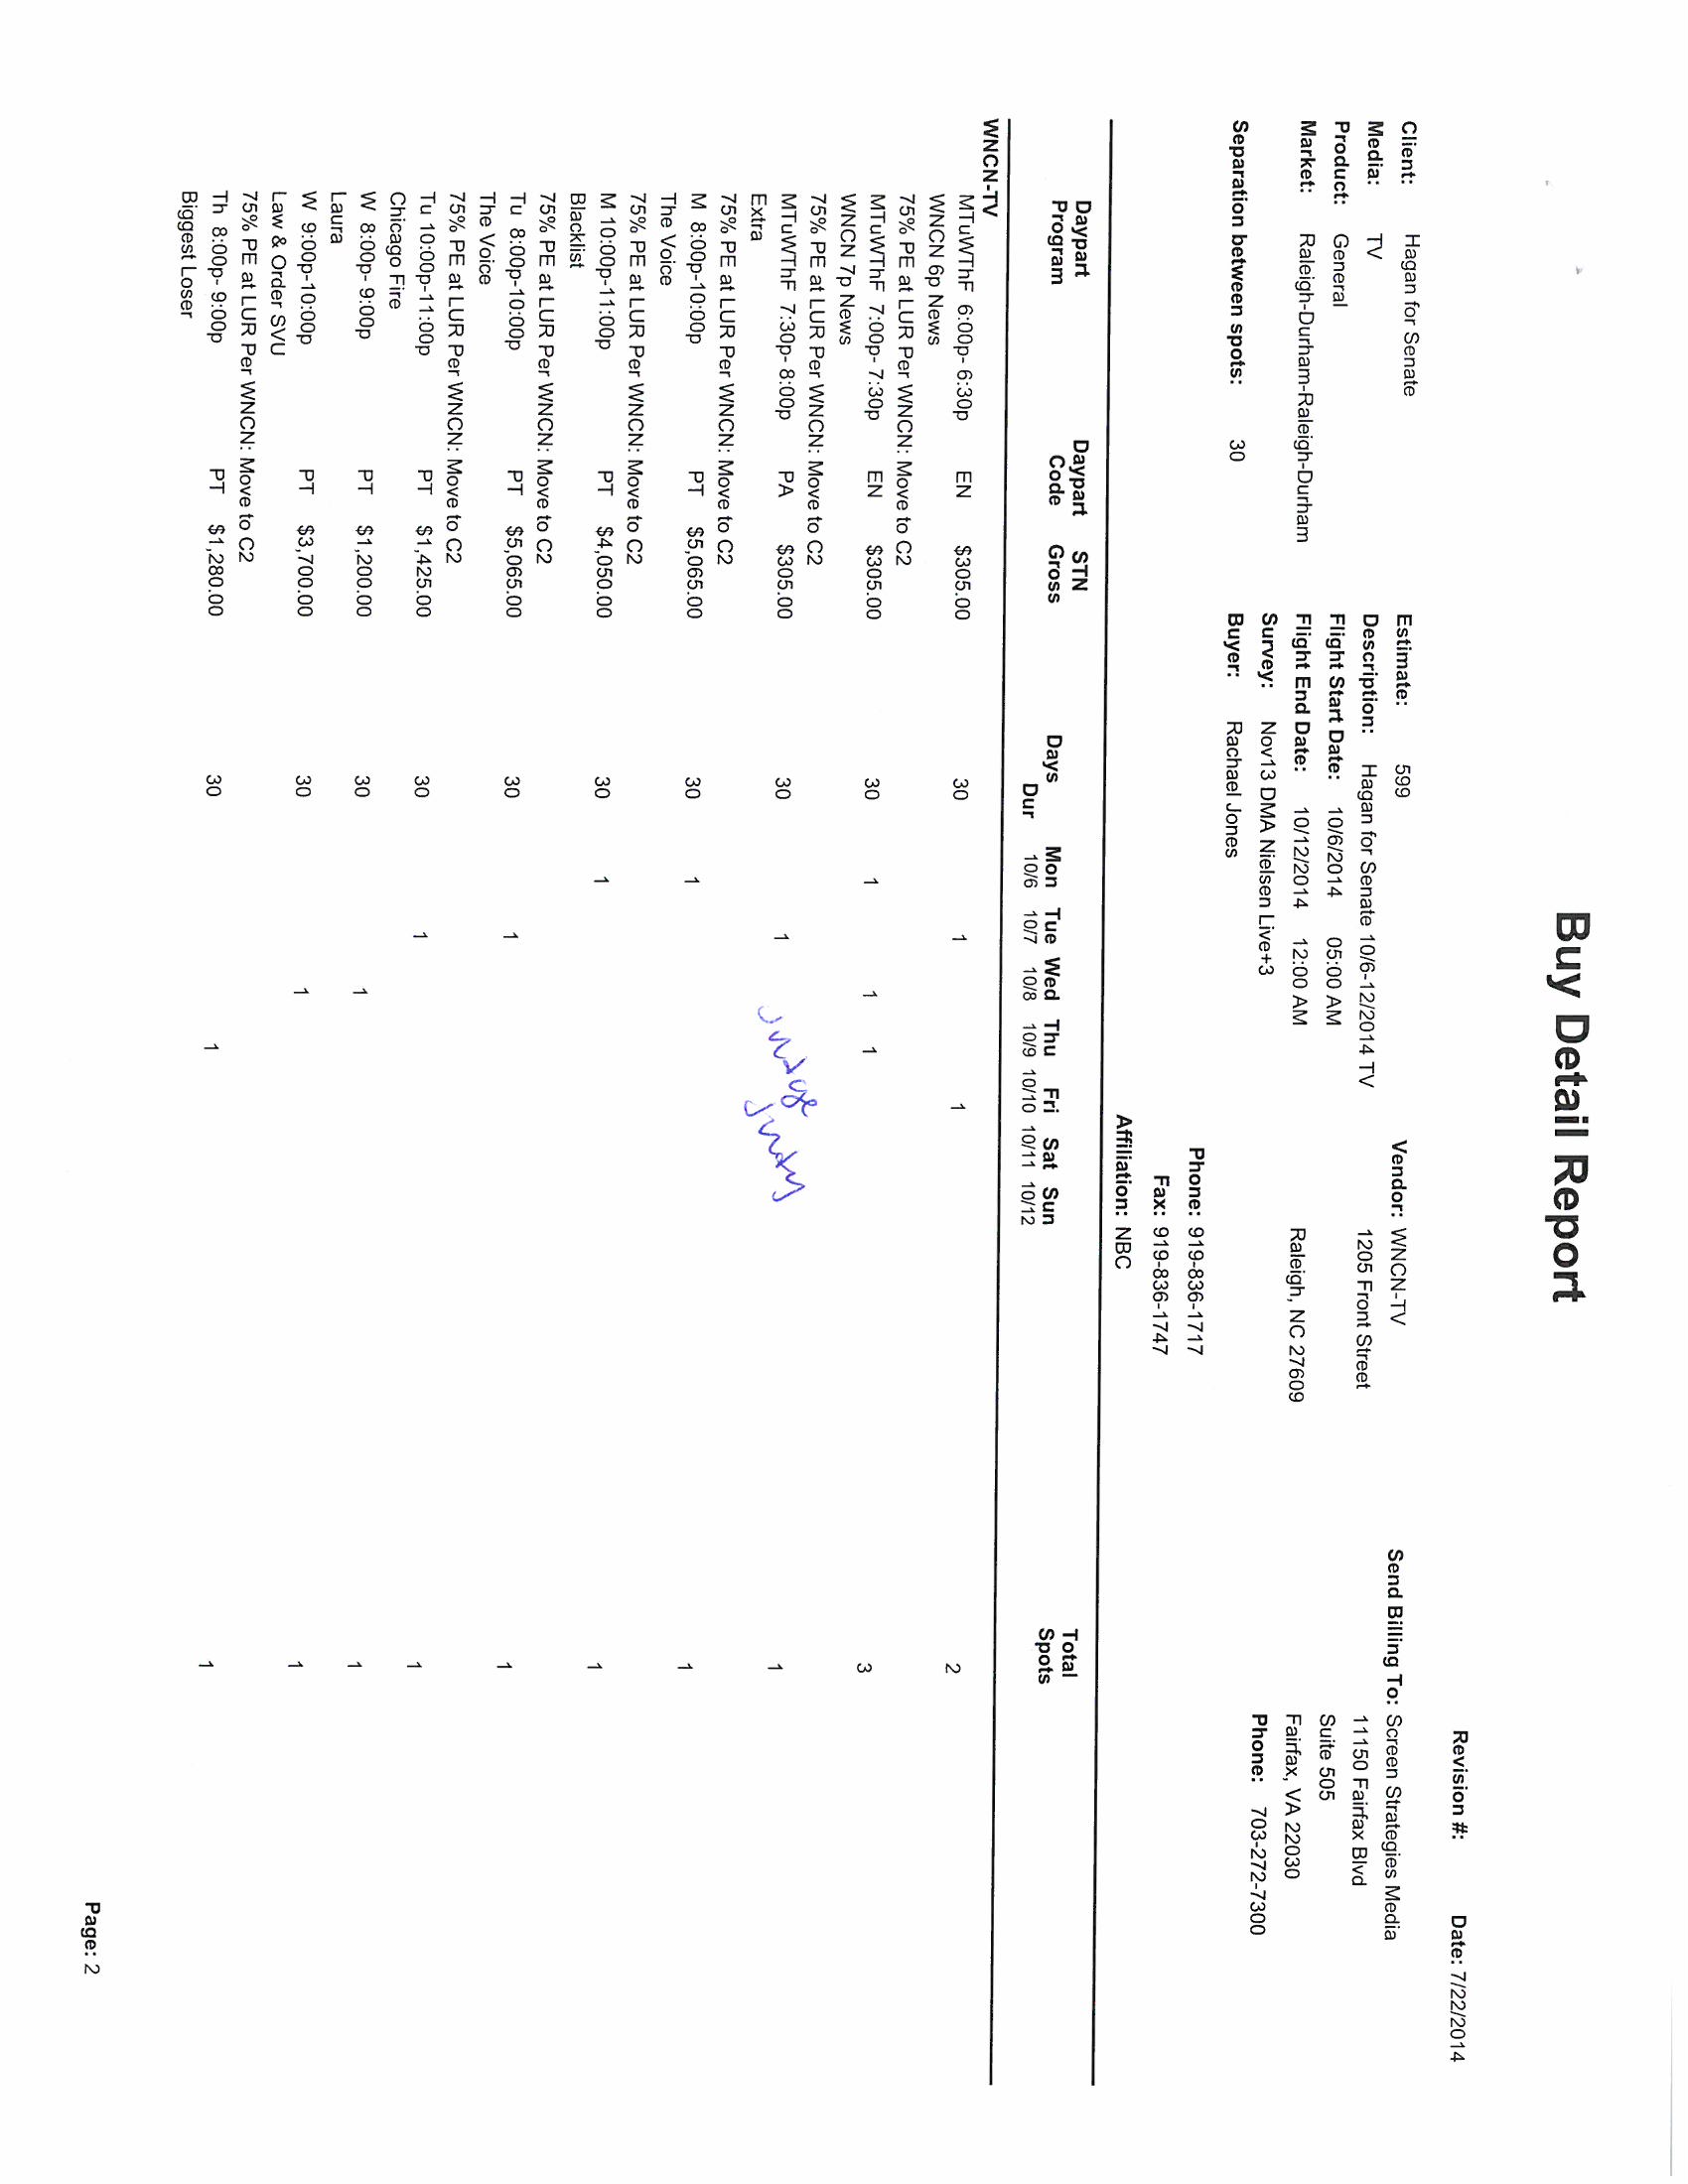 Buy Detail Report
Revision #: Date: 7/22/2014
Client: Hagan for Senate Estimate: 599 Vendor: WNCN-TV Send Billing To: Screen Strategies Media
Media: TV Description: Hagan for Senate 10/6-12/2014 TV 1205 Front Street 11150 Fairfax Blvd
Product: General Flight Start Date: 10/6/2014 05:00 AM Suite 505
Market: Raleigh-Durham-Raleigh-Durham Flight End Date: 10/12/2014 12:00 AM Raleigh, NC 27609 Fairfax, VA 22030
Survey: Nov13 DMA Nielsen Live+3 Phone: 703-272-7300
Separation between spots: 30 Buyer: Rachael Jones
Phone: 919-836-1717
Fax: 919-836-1747
Affiliation: NBC
Daypart Daypart STN Days Mon Tue Wed Thu Fri Sat Sun Total
Program Code Gross Dur 10/6 10/7 10/8 10/9 10/10 10/11 10/12 Spots
WNCN-TV
MTuWThF 6:00p- 6:30p EN $305.00 30 1 1 2
WNCN 6p News
75% PE at LUR Per WNCN: Move to C2
MTuWThF 7:00p- 7:30p EN $305.00 30 1 1 1 3
WNCN 7p News
75% PE at LUR Per WNCN: Move to C2
MTuWThF 7:30p- 8:00p PA $305.00 30 1 Judge Judy 1
Extra
75% PE at LUR Per WNCN: Move to C2
M 8:00p-10:00p PT $5,065.00 30 1 1
The Voice
75% PE at LUR Per WNCN: Move to C2
M 10:00p-11:00p PT $4,050.00 30 1 1
Blacklist
75% PE at LUR Per WNCN: Move to C2
Tu 8:00p-10:00p PT $5,065.00 30 1 1
The Voice
75% PE at LUR Per WNCN: Move to C2
Tu 10:00p-11:00p PT $1,425.00 30 1 1
Chicago Fire
W 8:00p- 9:00p PT $1,200.00 30 1 1
Laura
W 9:00p-10:00p PT $3,700.00 30 1 1
Law & Order SVU
75% PE at LUR Per WNCN: Move to C2
Th 8:00p- 9:00p PT $1,280.00 30 1 1
Biggest Loser
Page: 2